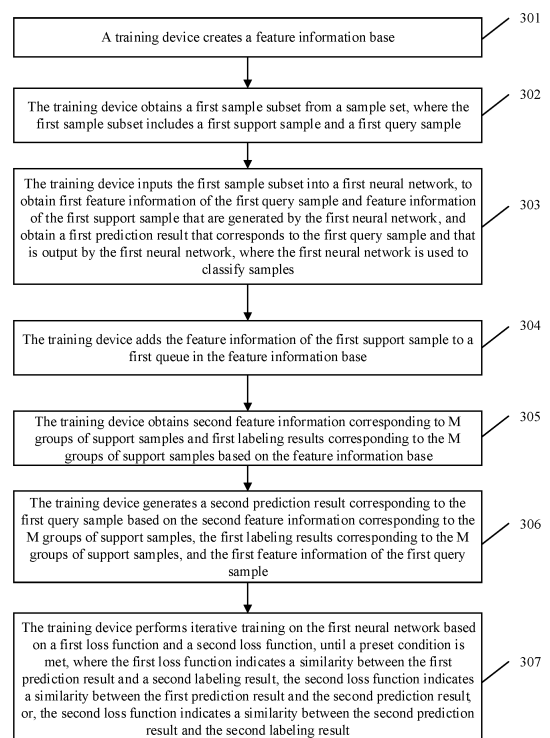 301
A training device creates a feature information base
302
The training device obtains a first sample subset from a sample set, where the
first sample subset includes a first support sample and a first query sample
303
The training device inputs the first sample subset into a first neural network, to
obtain first feature information of the first query sample and feature information
of the first support sample that are generated by the first neural network, and
obtain a first prediction result that corresponds to the first query sample and that
is output by the first neural network, where the first neural network is used to
classify samples
304
The training device adds the feature information of the first support sample to a
first queue in the feature information base
305
The training device obtains second feature information corresponding to M
groups of support samples and first labeling results corresponding to the M
groups of support samples based on the feature information base
306
The training device generates a second prediction result corresponding to the
first query sample based on the second feature information corresponding to the
M groups of support samples, the first labeling results corresponding to the M
groups of support samples, and the first feature information of the first query
sample
307
The training device performs iterative training on the first neural network based
on a first loss function and a second loss function, until a preset condition is
met, where the first loss function indicates a similarity between the first
prediction result and a second labeling result, the second loss function indicates
a similarity between the first prediction result and the second prediction result,
or, the second loss function indicates a similarity between the second prediction
result and the second labeling result